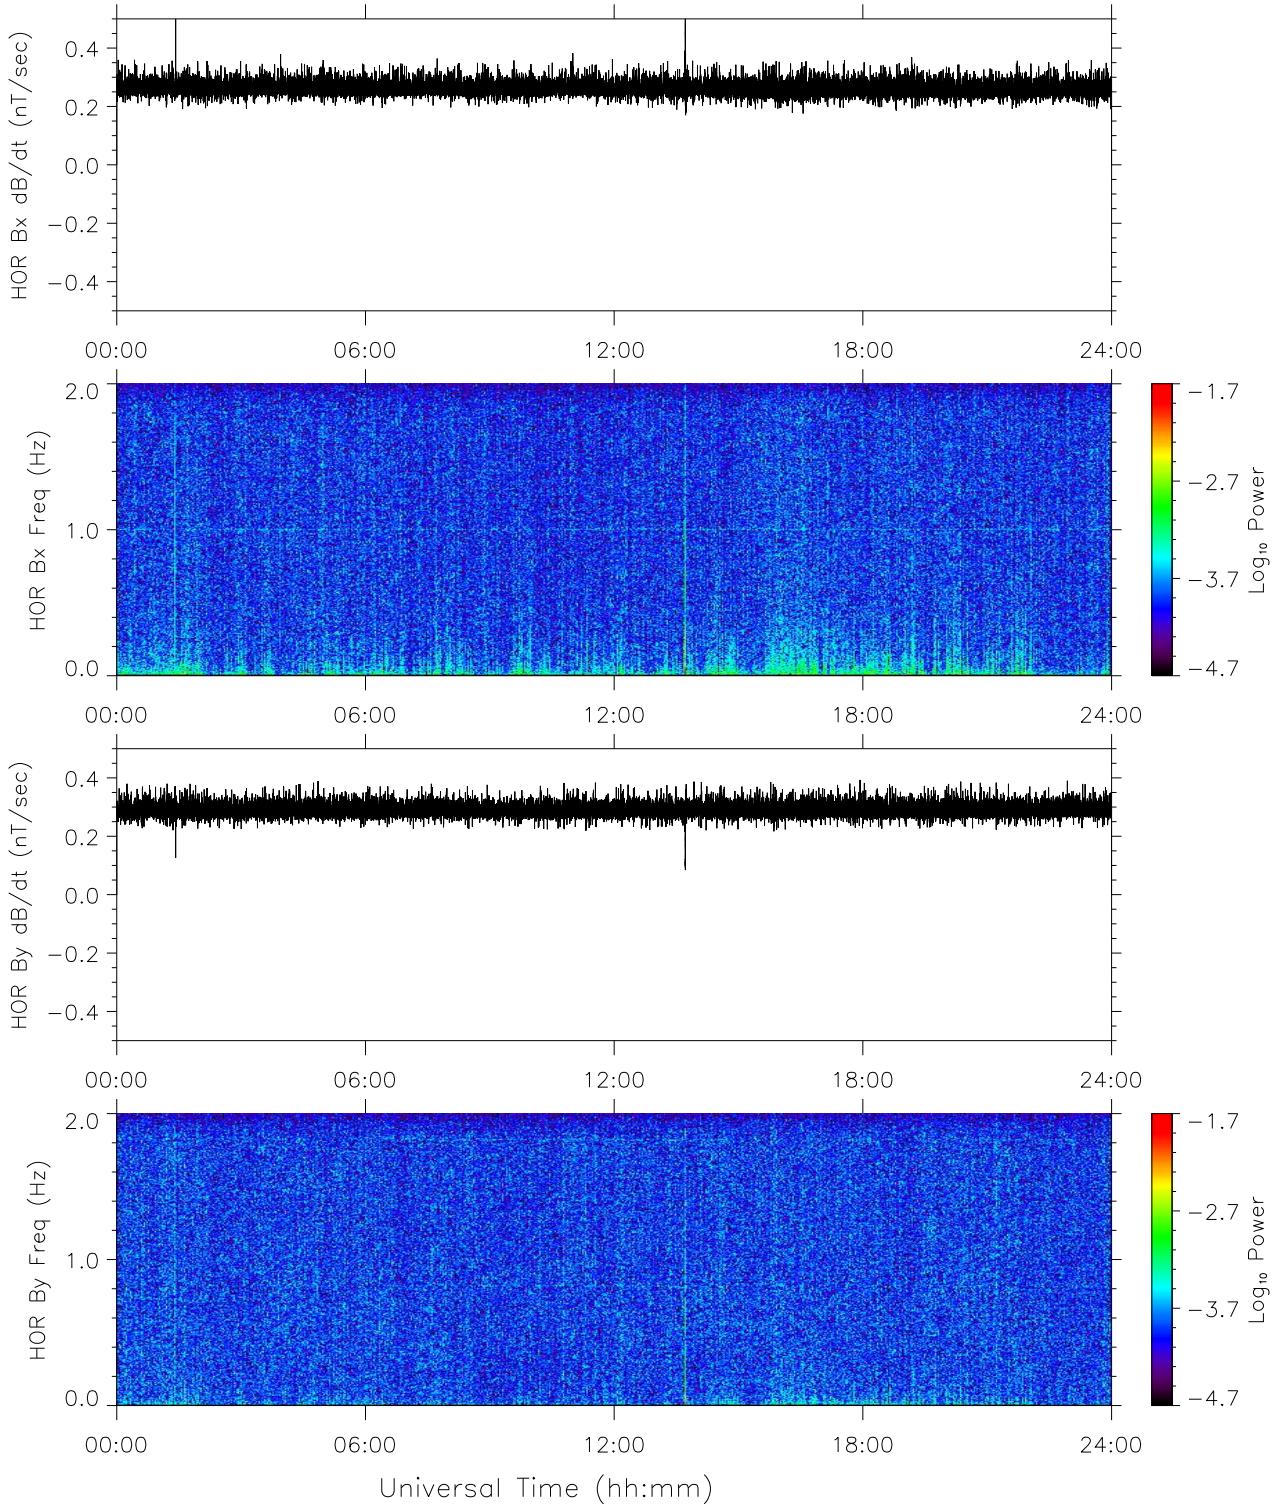 HOR Bx dB/dt (nT/sec)
0.4
0.2
0.0
−0.2
−0.4
00:00 06:00 12:00 18:00 24:00
HOR Bx Freq (Hz)
2.0
1.0
0.0
00:00 06:00 12:00 18:00 24:00
−1.7
−2.7
−3.7
−4.7
Log₁₀ Power
HOR By dB/dt (nT/sec)
0.4
0.2
0.0
−0.2
−0.4
00:00 06:00 12:00 18:00 24:00
HOR By Freq (Hz)
2.0
1.0
0.0
00:00 06:00 12:00 18:00 24:00
−1.7
−2.7
−3.7
−4.7
Log₁₀ Power
Universal Time (hh:mm)